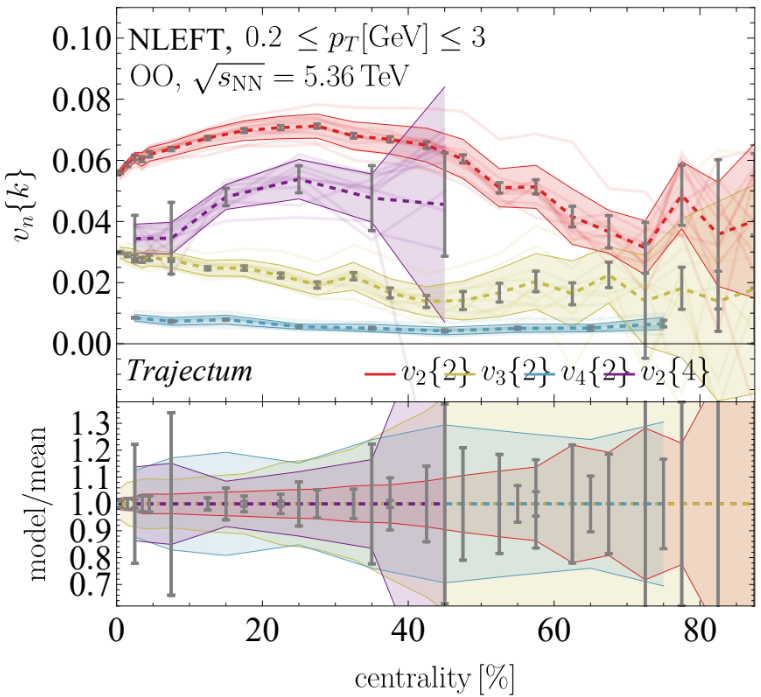 NLEFT, 0.2 ≤ p_T[GeV] ≤ 3
OO, √s_NN = 5.36 TeV
0.10
0.08
0.06
0.04
0.02
0.00
v_n{k}
Trajectum
v_2{2} v_3{2} v_4{2} v_2{4}
1.3
1.2
1.1
1.0
0.9
0.8
0.7
model/mean
0 20 40 60 80
centrality [%]